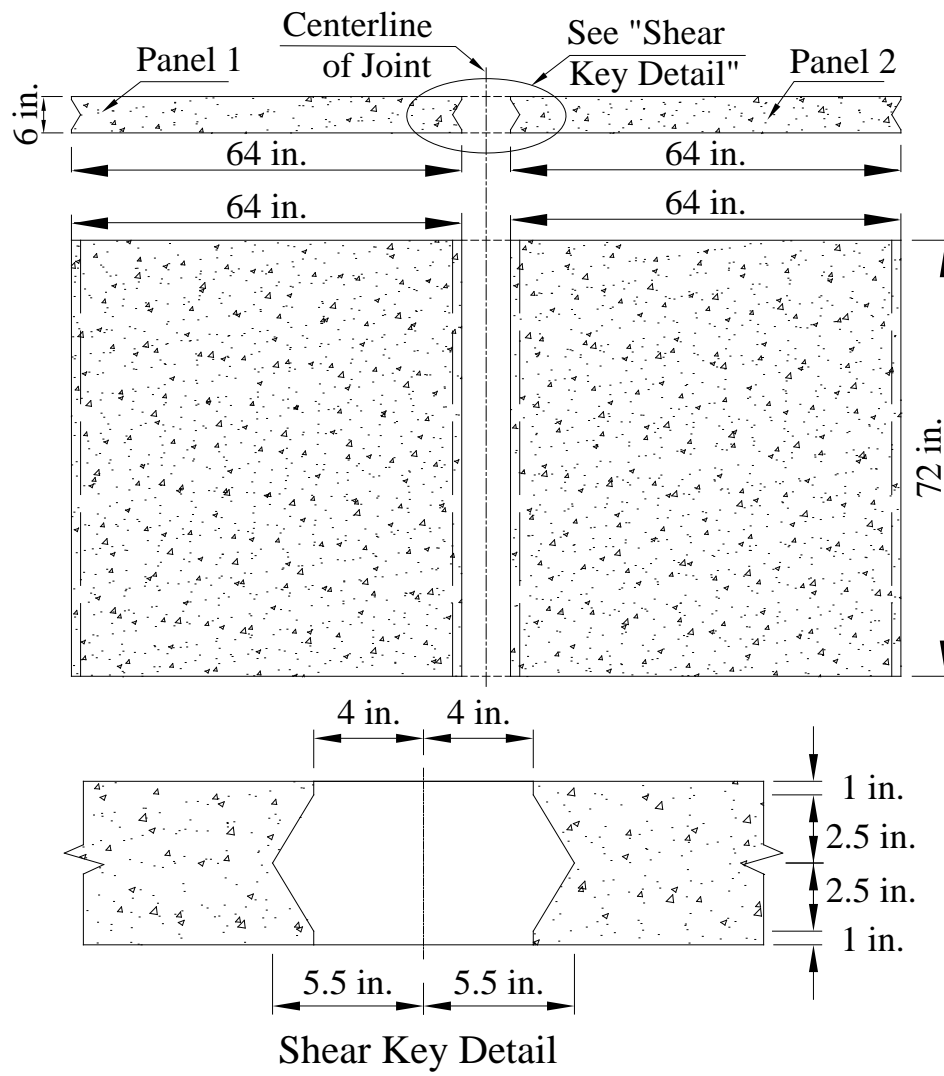 Centerline
of Joint
See "Shear
Key Detail"
Panel 1
Panel 2
6 in.
64 in.
64 in.
64 in.
64 in.
72 in.
4 in.
4 in.
1 in.
2.5 in.
2.5 in.
1 in.
5.5 in.
5.5 in.
Shear Key Detail